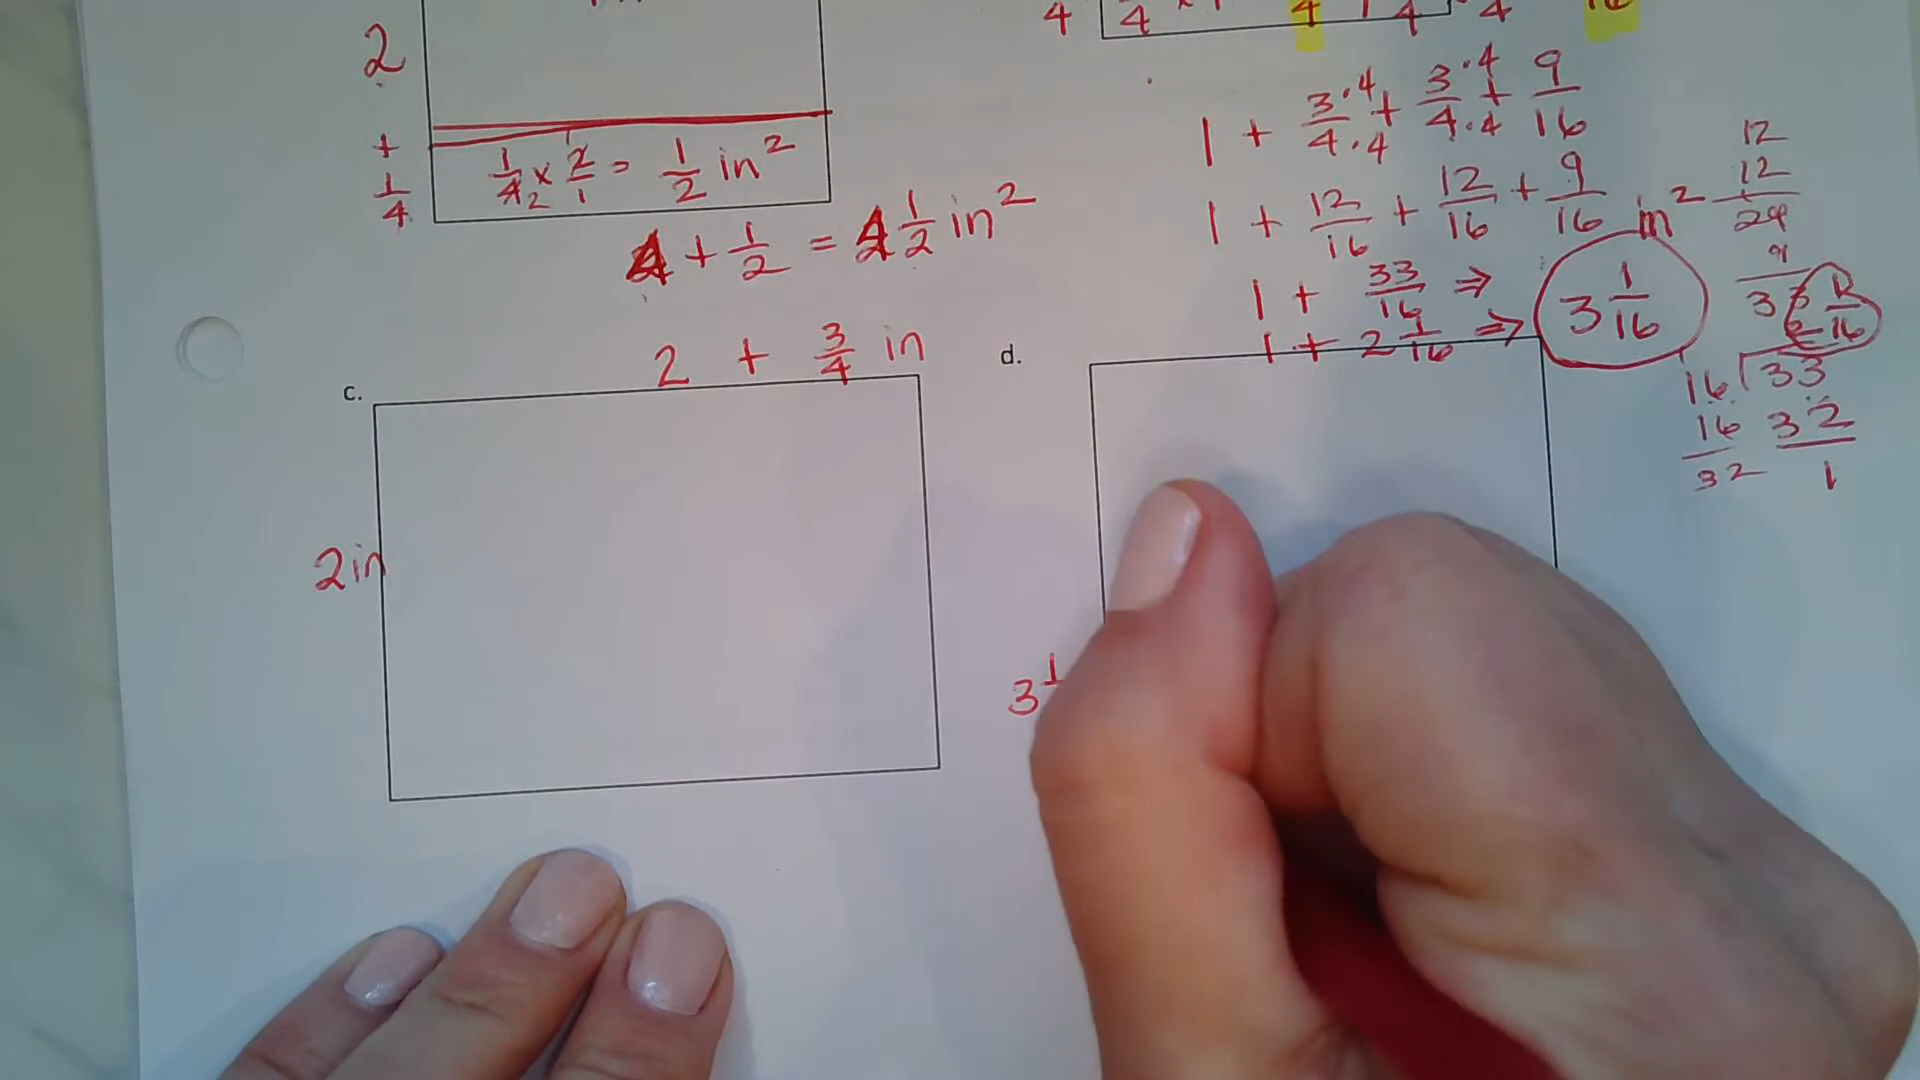 2
+
1/4
1/4₂ × 2/1 = 1/2 in²
4 + 1/2 = 4 1/2 in²
4
1 + 3·4/4·4 + 3·4/4·4 + 9/16
1 + 12/16 + 12/16 + 9/16 in²
1 + 33/16 ⇒
1 + 2 1/16 ⇒ 3 1/16
12
12
24
9
33
16 33
16 32
32 1
c.
2 + 3/4 in
2in
d.
3